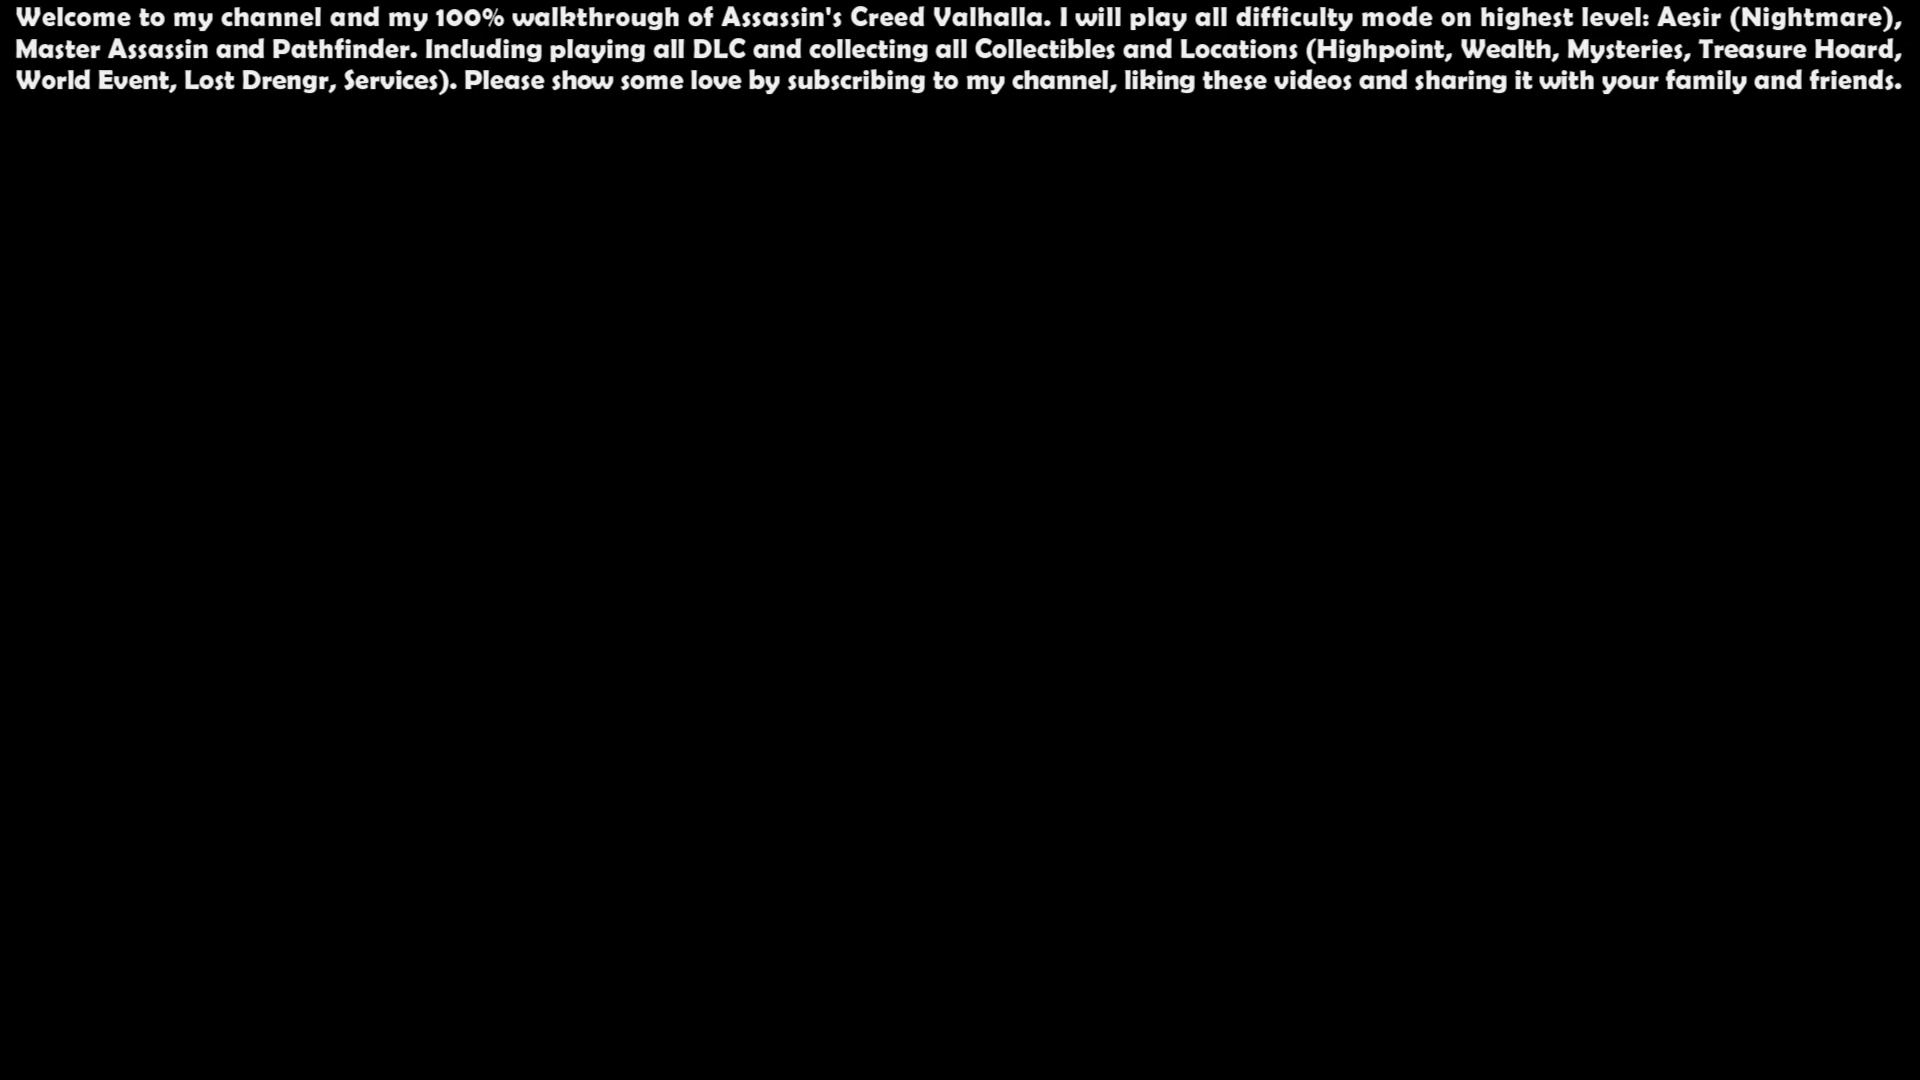 Welcome to my channel and my 100% walkthrough of Assassin's Creed Valhalla. I will play all difficulty mode on highest level: Aesir (Nightmare),
Master Assassin and Pathfinder. Including playing all DLC and collecting all Collectibles and Locations (Highpoint, Wealth, Mysteries, Treasure Hoard,
World Event, Lost Drengr, Services). Please show some love by subscribing to my channel, liking these videos and sharing it with your family and friends.